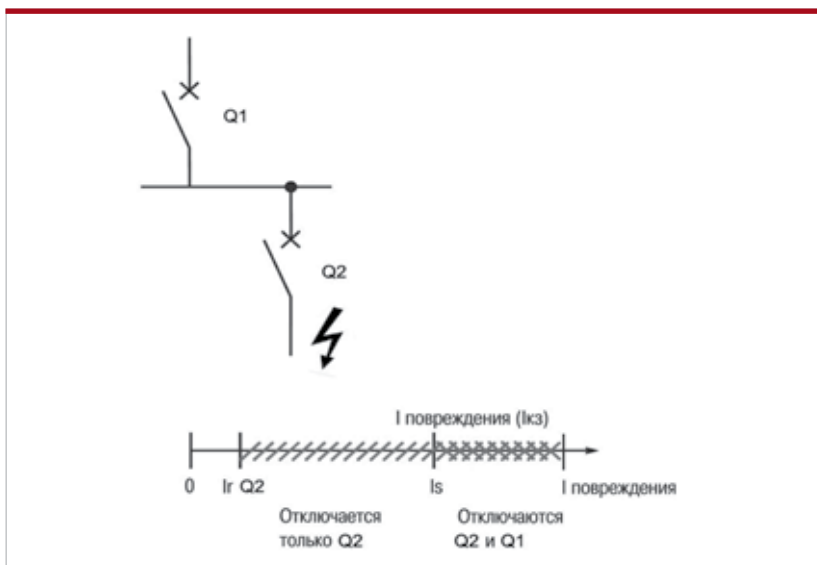 Q1
Q2
I повреждения (Iкз)
0 Ir Q2 Is I повреждения
Отключается Отключаются
только Q2 Q2 и Q1